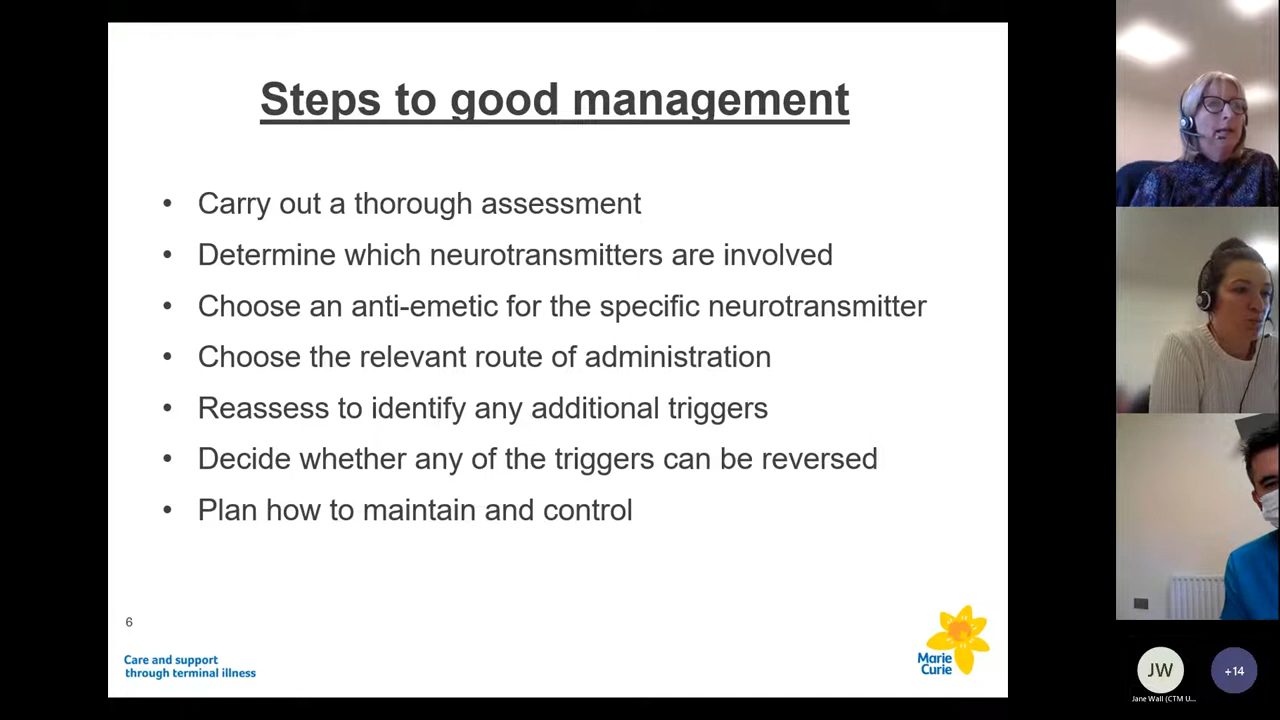 Steps to good management
• Carry out a thorough assessment
• Determine which neurotransmitters are involved
• Choose an anti-emetic for the specific neurotransmitter
• Choose the relevant route of administration
• Reassess to identify any additional triggers
• Decide whether any of the triggers can be reversed
• Plan how to maintain and control
6
Care and support
through terminal illness
Marie
Curie
JW
+14
Jane Wall (CTM U...